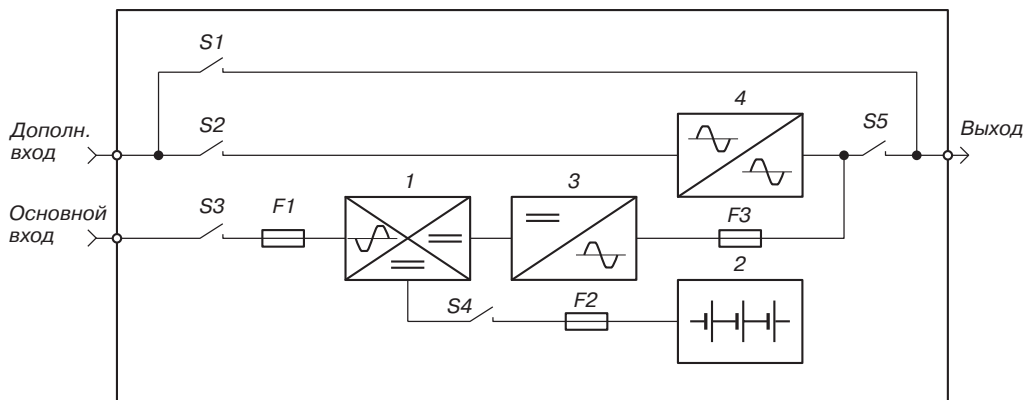 S1
4
Дополн.
вход
S2
S5
Выход
Основной
вход
S3
F1
1
3
F3
2
S4
F2